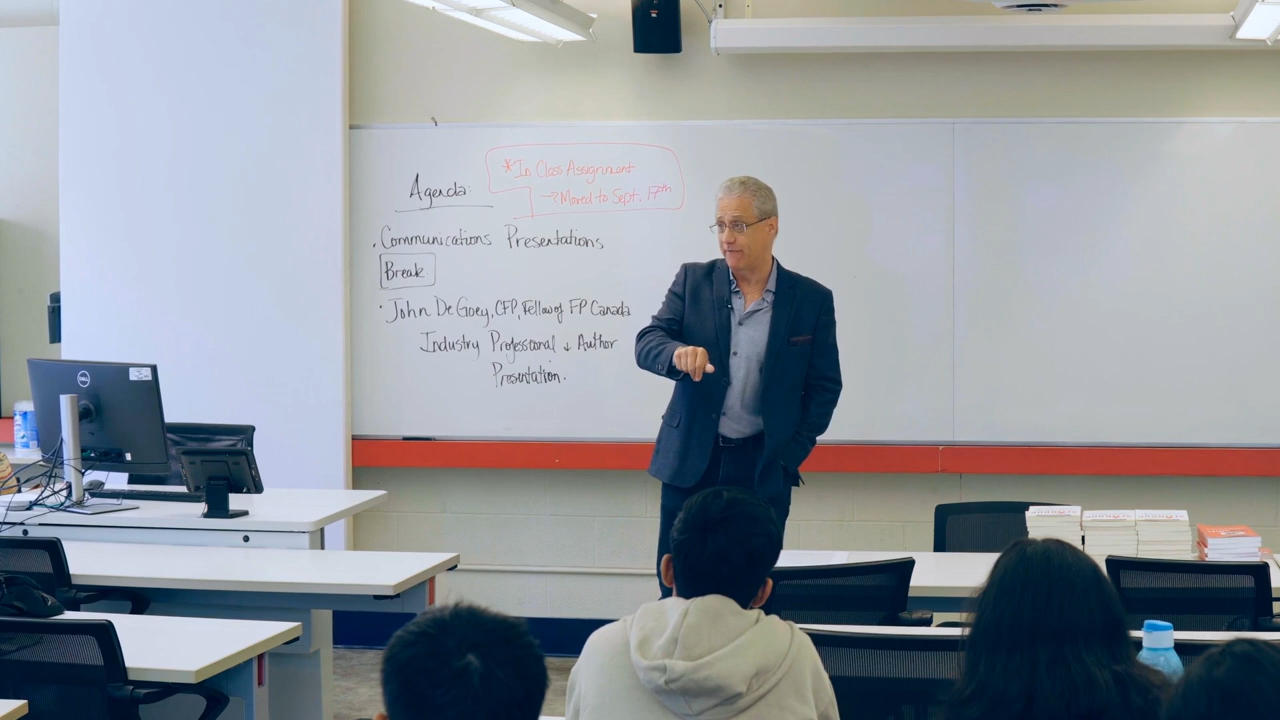 Agenda:
*In Class Assignment
→ Moved to Sept. 17th
· Communications Presentations
Break
· John De Goey, CFP, Fellow of FP Canada
Industry Professional & Author
Presentation.
DELL